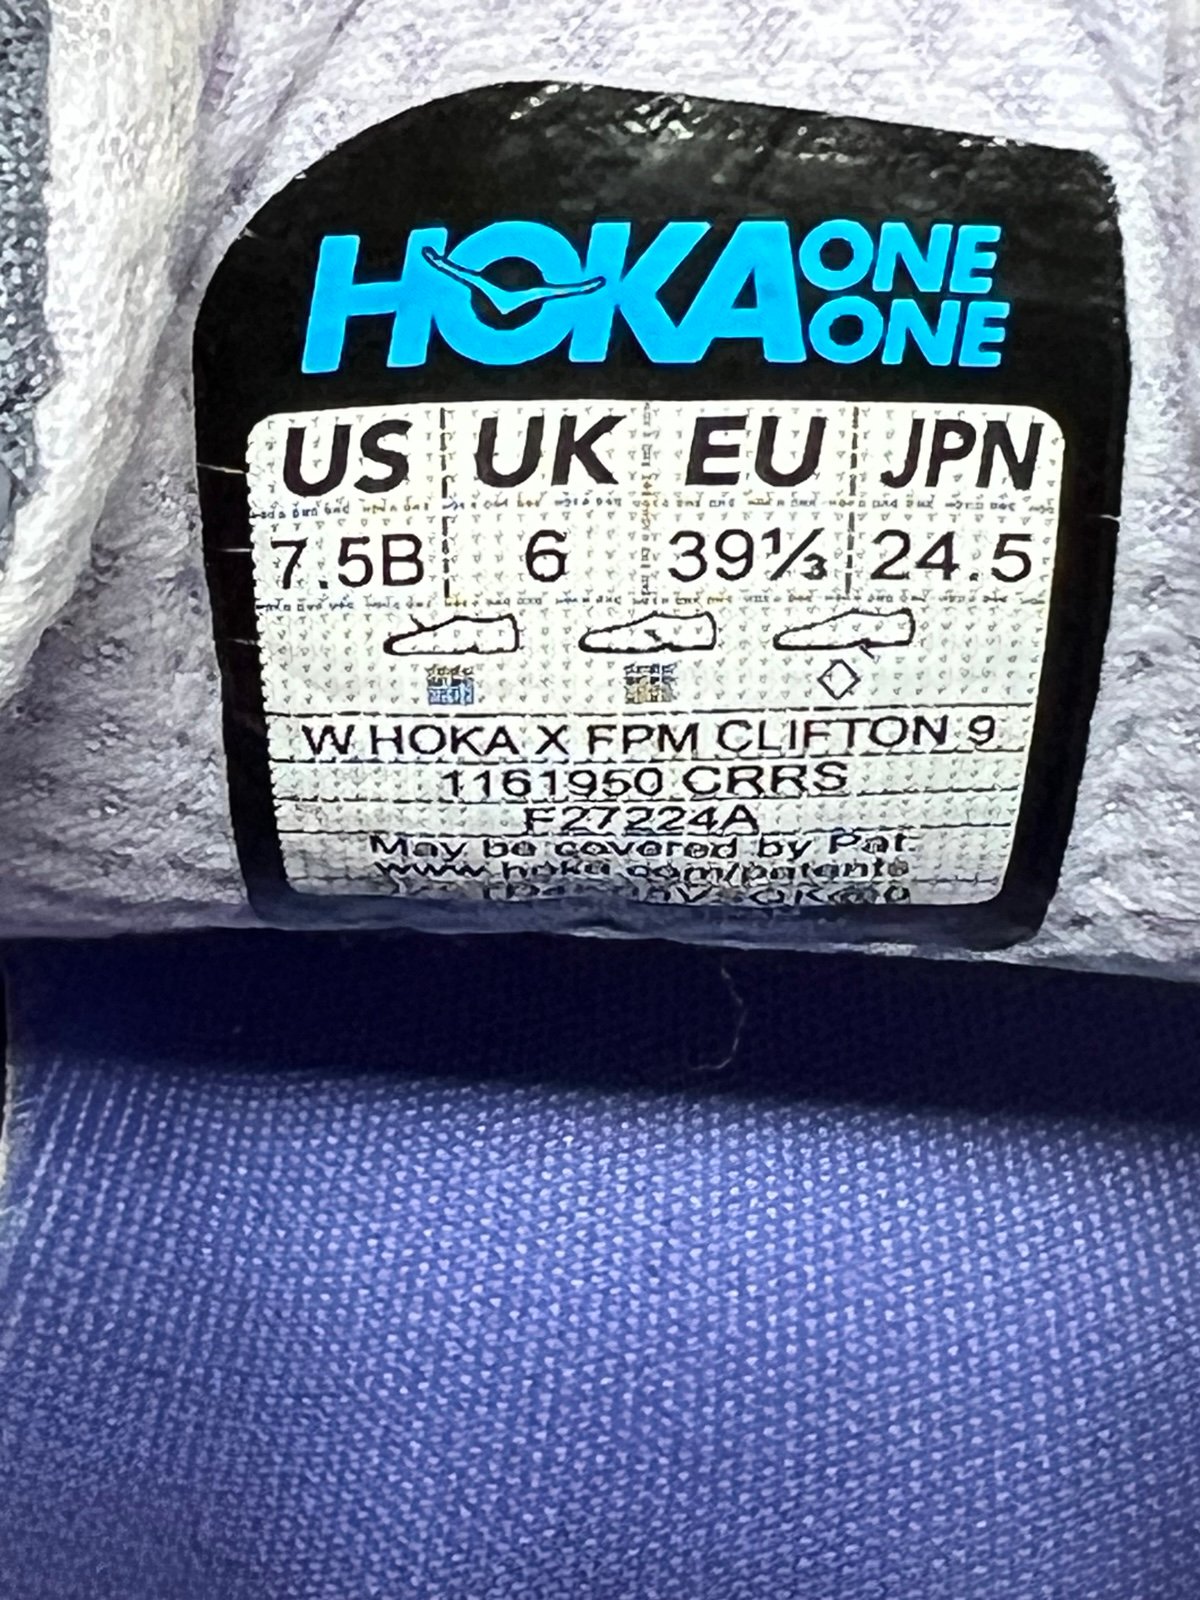 HOKA ONE ONE
US UK EU JPN
7.5B 6 39⅓ 24.5
W HOKA X FPM CLIFTON 9
1161950 CRRS
F27224A
May be covered by Pat.
www.hoka.com/patents